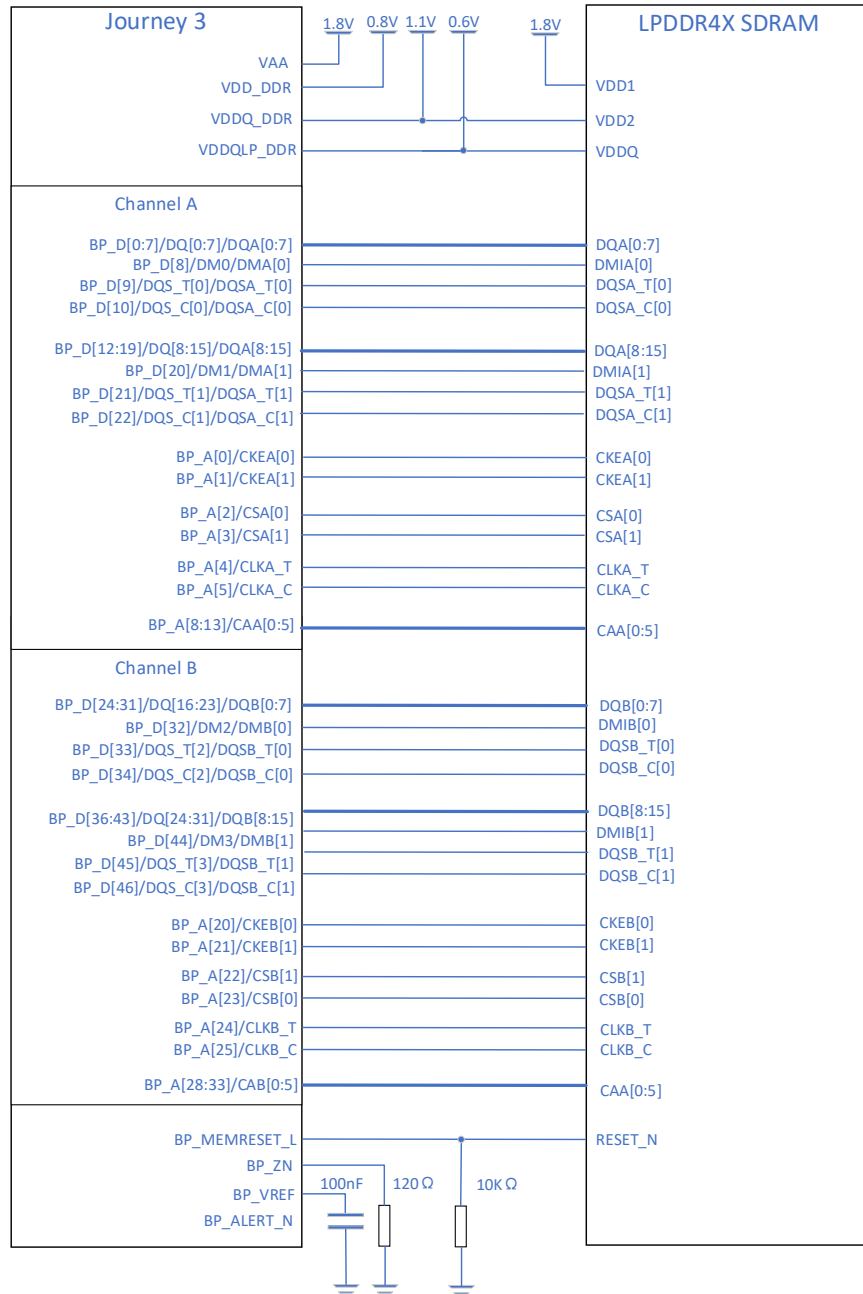 Journey 3
1.8V 0.8V 1.1V 0.6V 1.8V
LPDDR4X SDRAM
VAA
VDD_DDR VDD1
VDDQ_DDR VDD2
VDDQLP_DDR VDDQ
Channel A
BP_D[0:7]/DQ[0:7]/DQA[0:7] DQA[0:7]
BP_D[8]/DM0/DMA[0] DMIA[0]
BP_D[9]/DQS_T[0]/DQSA_T[0] DQSA_T[0]
BP_D[10]/DQS_C[0]/DQSA_C[0] DQSA_C[0]
BP_D[12:19]/DQ[8:15]/DQA[8:15] DQA[8:15]
BP_D[20]/DM1/DMA[1] DMIA[1]
BP_D[21]/DQS_T[1]/DQSA_T[1] DQSA_T[1]
BP_D[22]/DQS_C[1]/DQSA_C[1] DQSA_C[1]
BP_A[0]/CKEA[0] CKEA[0]
BP_A[1]/CKEA[1] CKEA[1]
BP_A[2]/CSA[0] CSA[0]
BP_A[3]/CSA[1] CSA[1]
BP_A[4]/CLKA_T CLKA_T
BP_A[5]/CLKA_C CLKA_C
BP_A[8:13]/CAA[0:5] CAA[0:5]
Channel B
BP_D[24:31]/DQ[16:23]/DQB[0:7] DQB[0:7]
BP_D[32]/DM2/DMB[0] DMIB[0]
BP_D[33]/DQS_T[2]/DQSB_T[0] DQSB_T[0]
BP_D[34]/DQS_C[2]/DQSB_C[0] DQSB_C[0]
BP_D[36:43]/DQ[24:31]/DQB[8:15] DQB[8:15]
BP_D[44]/DM3/DMB[1] DMIB[1]
BP_D[45]/DQS_T[3]/DQSB_T[1] DQSB_T[1]
BP_D[46]/DQS_C[3]/DQSB_C[1] DQSB_C[1]
BP_A[20]/CKEB[0] CKEB[0]
BP_A[21]/CKEB[1] CKEB[1]
BP_A[22]/CSB[1] CSB[1]
BP_A[23]/CSB[0] CSB[0]
BP_A[24]/CLKB_T CLKB_T
BP_A[25]/CLKB_C CLKB_C
BP_A[28:33]/CAB[0:5] CAA[0:5]
BP_MEMRESET_L RESET_N
BP_ZN
BP_VREF 100nF 120Ω 10KΩ
BP_ALERT_N